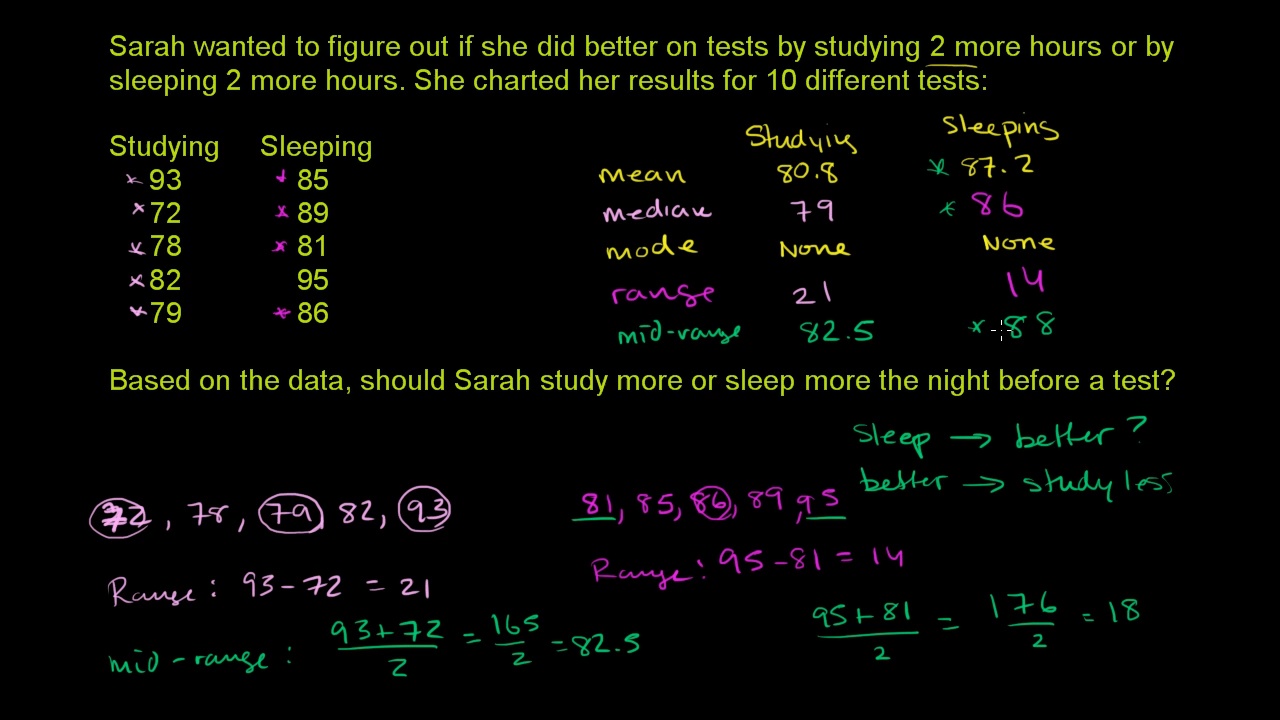 Sarah wanted to figure out if she did better on tests by studying 2 more hours or by
sleeping 2 more hours. She charted her results for 10 different tests:
Studying Sleeping
93 85
72 89
78 81
82 95
79 86
Studying Sleeping
mean 80.8 87.2
median 79 86
mode None None
range 21 14
mid-range 82.5 88
Based on the data, should Sarah study more or sleep more the night before a test?
Sleep → better?
better → study less
72, 78, 79, 82, 93
81, 85, 86, 89, 95
Range: 93 - 72 = 21
Range: 95 - 81 = 14
mid-range: 93 + 72 / 2 = 165 / 2 = 82.5
95 + 81 / 2 = 176 / 2 = 18